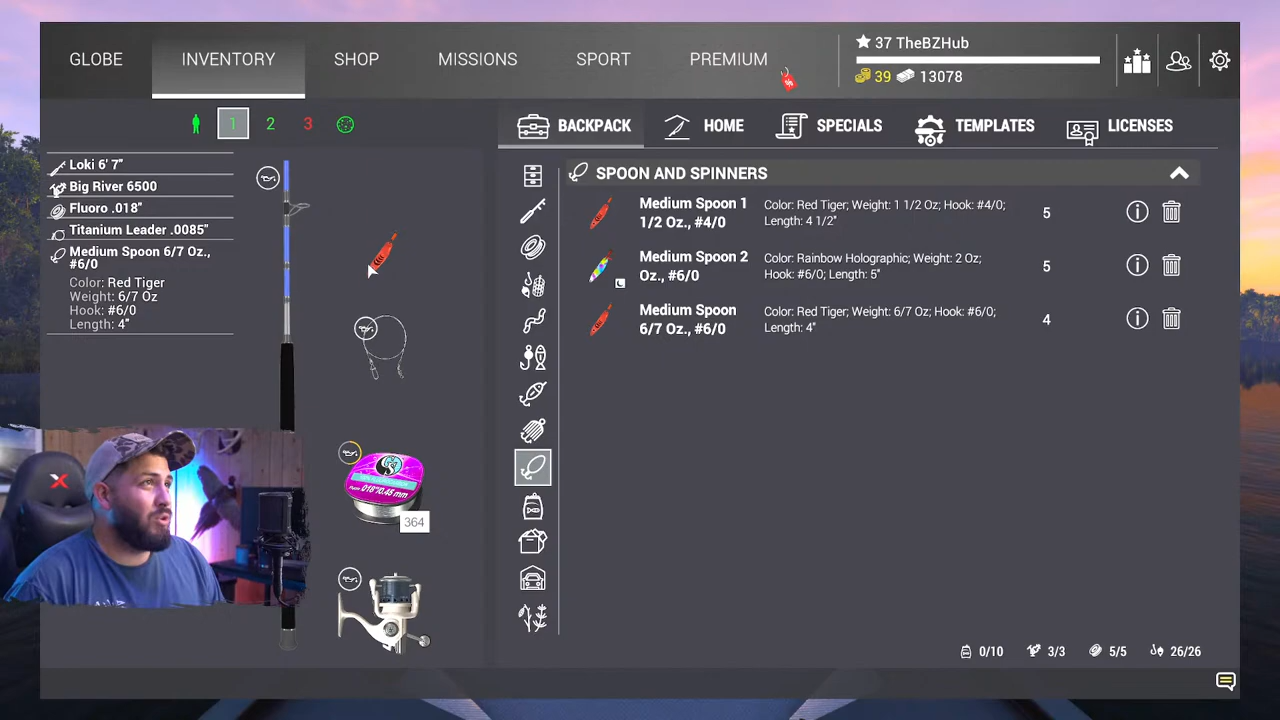 GLOBE
INVENTORY
SHOP
MISSIONS
SPORT
PREMIUM
%
37 TheBZHub
39 13078
1 2 3
BACKPACK
HOME
SPECIALS
TEMPLATES
LICENSES
Loki 6' 7"
Big River 6500
Fluoro .018"
Titanium Leader .0085"
Medium Spoon 6/7 Oz., #6/0
Color: Red Tiger
Weight: 6/7 Oz
Hook: #6/0
Length: 4"
SPOON AND SPINNERS
Medium Spoon 1 1/2 Oz., #4/0
Color: Red Tiger; Weight: 1 1/2 Oz; Hook: #4/0;
Length: 4 1/2"
5
Medium Spoon 2 Oz., #6/0
Color: Rainbow Holographic; Weight: 2 Oz;
Hook: #6/0; Length: 5"
5
L
Medium Spoon 6/7 Oz., #6/0
Color: Red Tiger; Weight: 6/7 Oz; Hook: #6/0;
Length: 4"
4
364
X
0/10 3/3 5/5 26/26